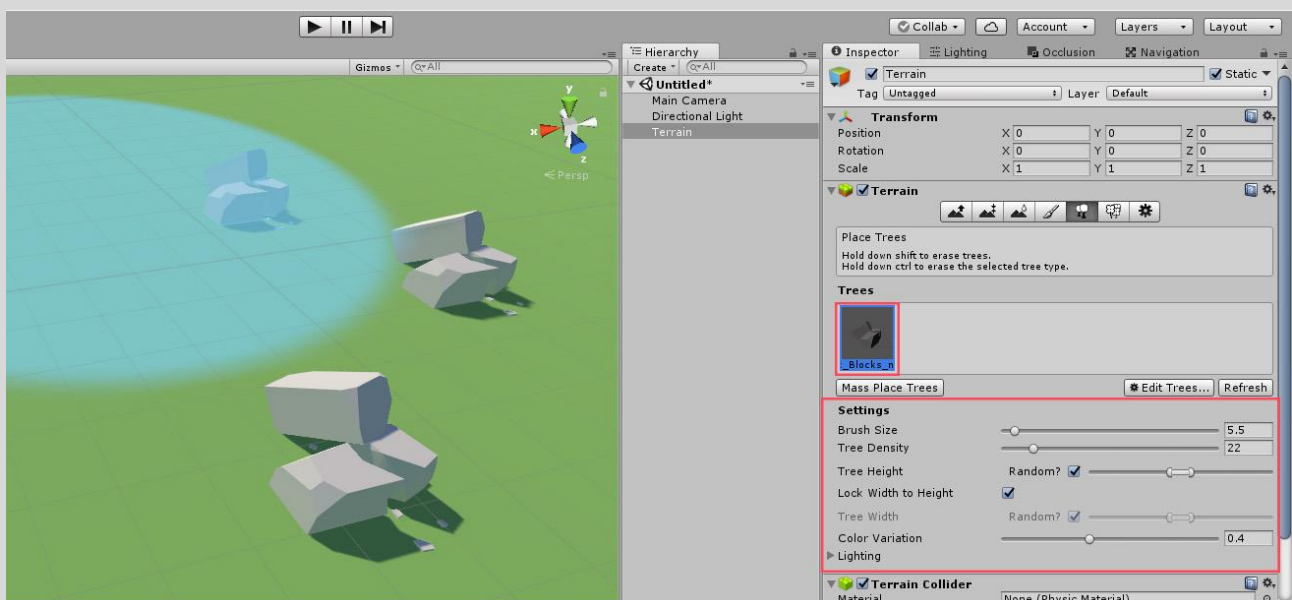 Collab
Account
Layers
Layout
Gizmos
All
x
y
z
Persp
Hierarchy
Create
All
Untitled*
Main Camera
Directional Light
Terrain
Inspector
Lighting
Occlusion
Navigation
Terrain
Static
Tag
Untagged
Layer
Default
Transform
Position X 0 Y 0 Z 0
Rotation X 0 Y 0 Z 0
Scale X 1 Y 1 Z 1
Terrain
Place Trees
Hold down shift to erase trees.
Hold down ctrl to erase the selected tree type.
Trees
_Blocks_n
Mass Place Trees
Edit Trees...
Refresh
Settings
Brush Size 5.5
Tree Density 22
Tree Height Random?
Lock Width to Height
Tree Width Random?
Color Variation 0.4
Lighting
Terrain Collider
Material None (Physic Material)